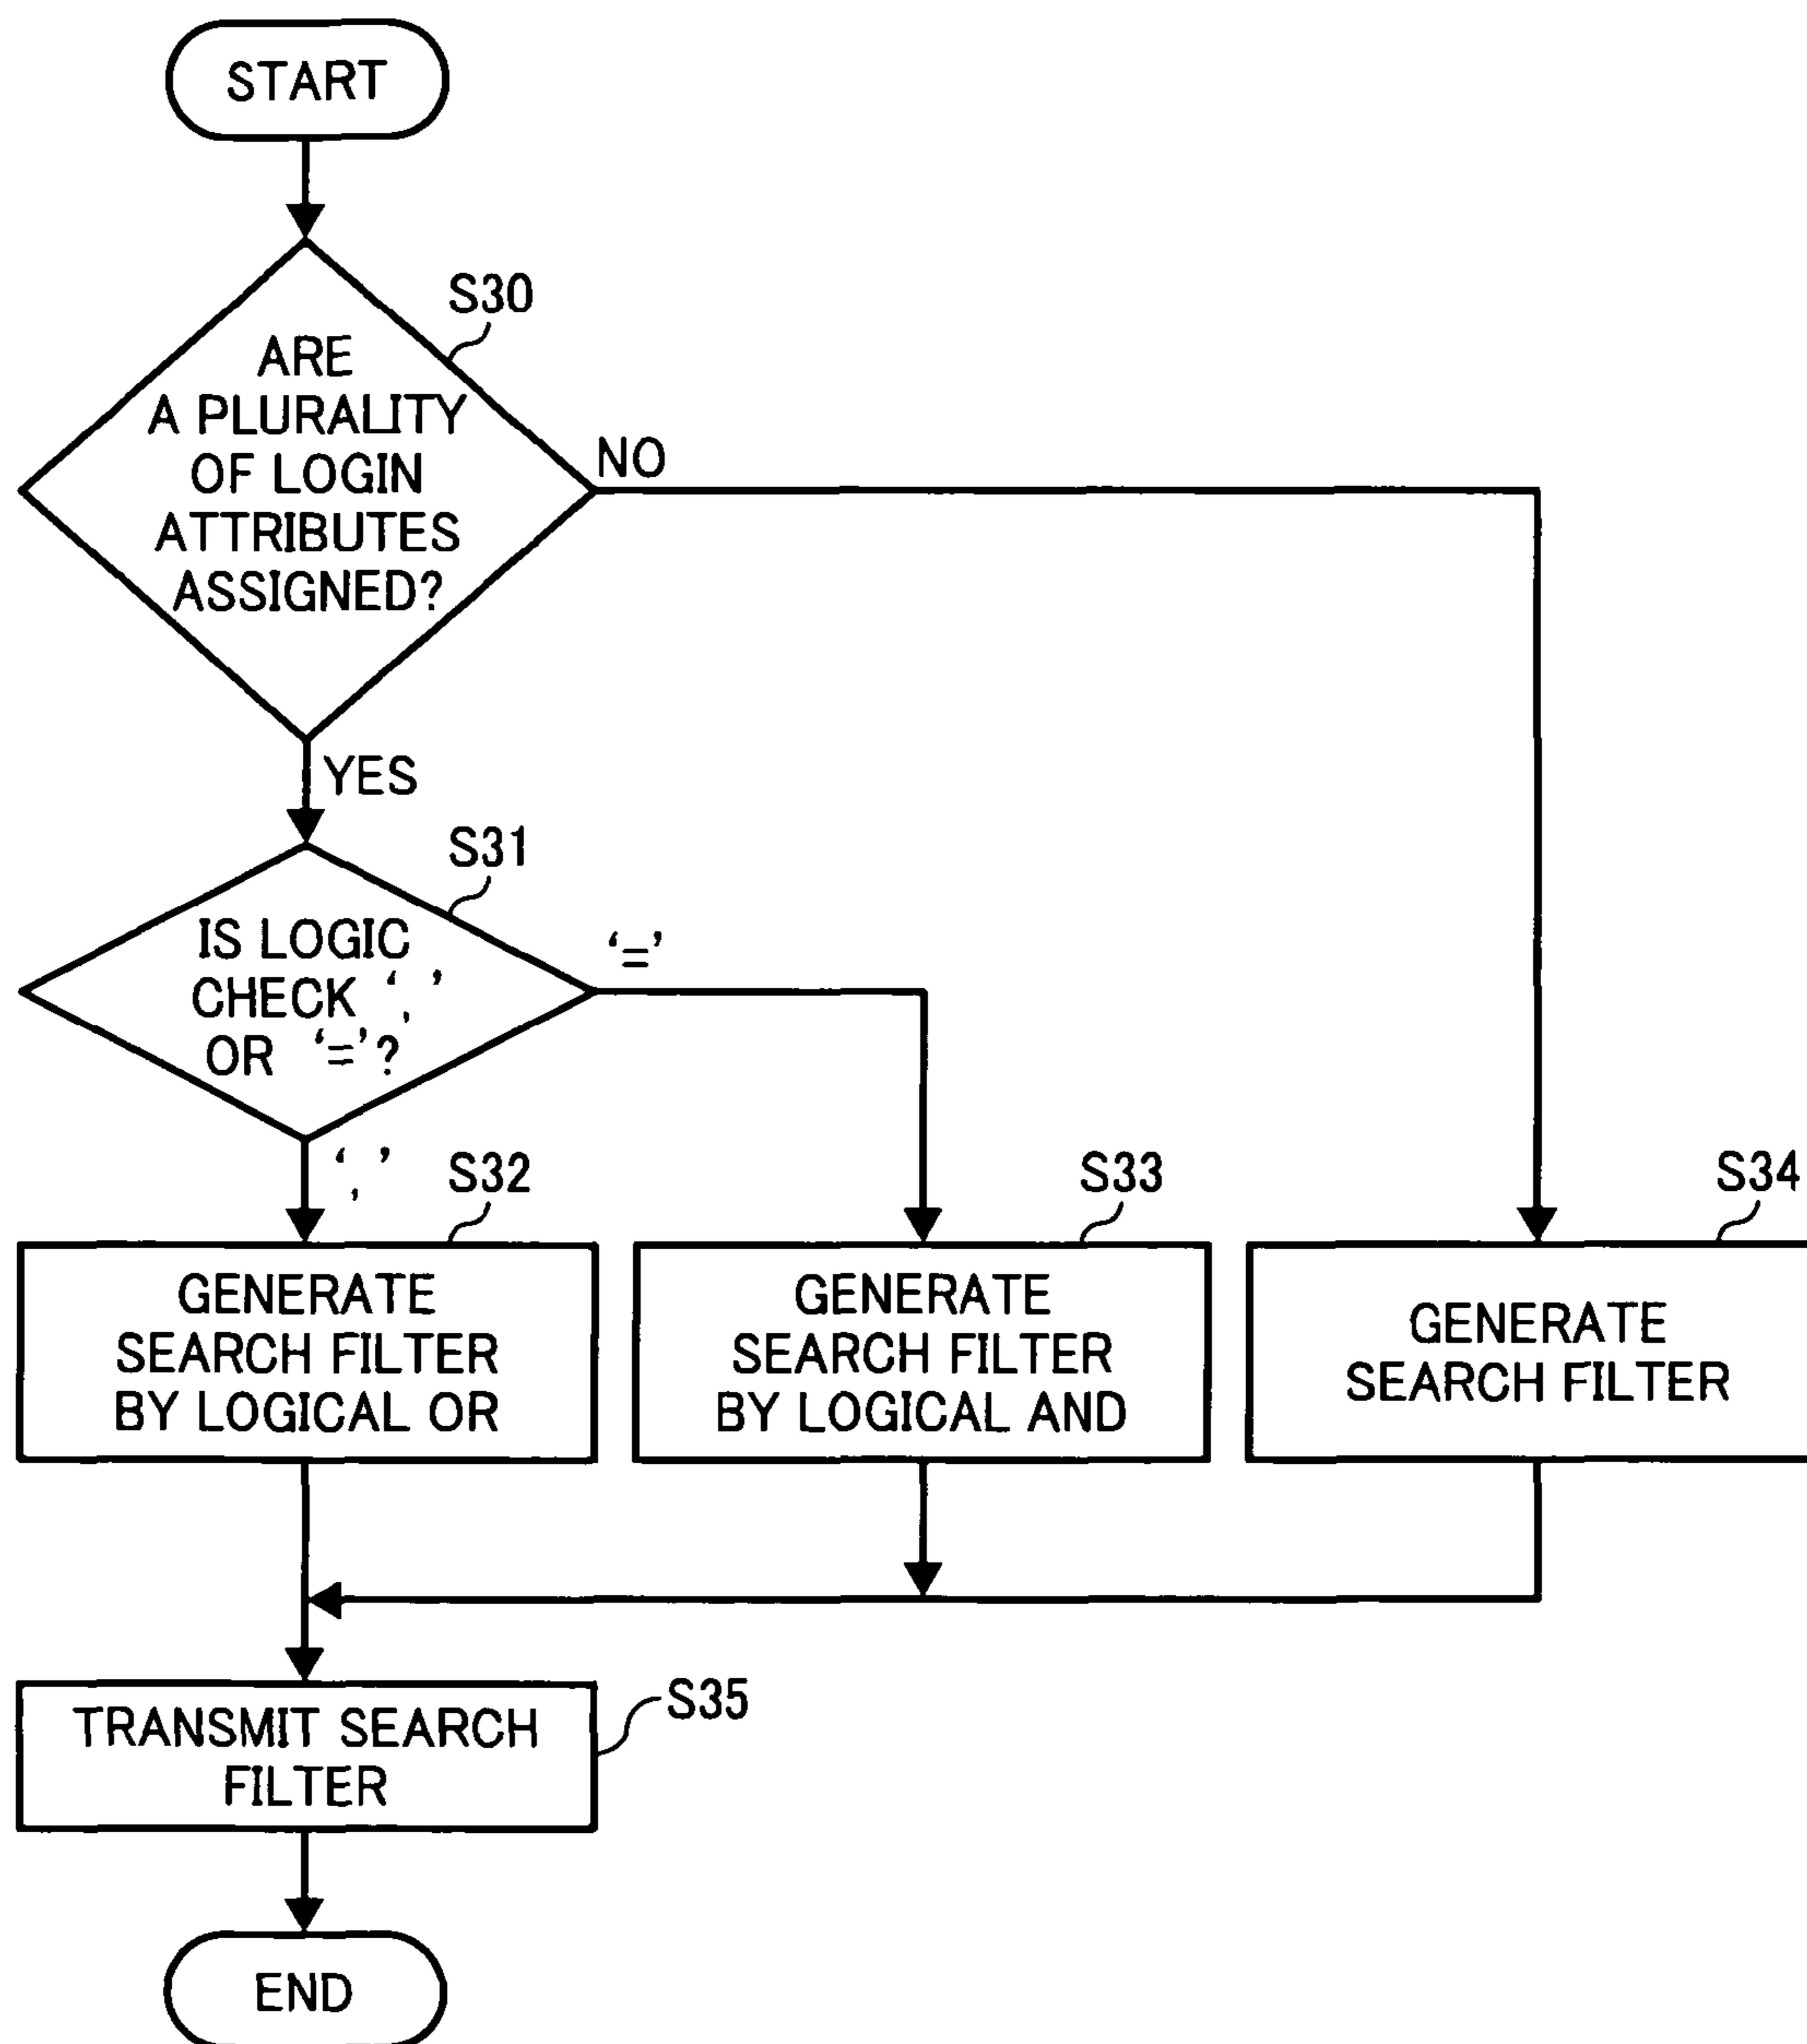 START
S30
ARE
A PLURALITY
OF LOGIN
ATTRIBUTES
ASSIGNED?
NO
YES
S31
IS LOGIC
CHECK ‘,’
OR ‘=’?
‘=’
‘,’
S32
S33
S34
GENERATE
SEARCH FILTER
BY LOGICAL OR
GENERATE
SEARCH FILTER
BY LOGICAL AND
GENERATE
SEARCH FILTER
S35
TRANSMIT SEARCH
FILTER
END